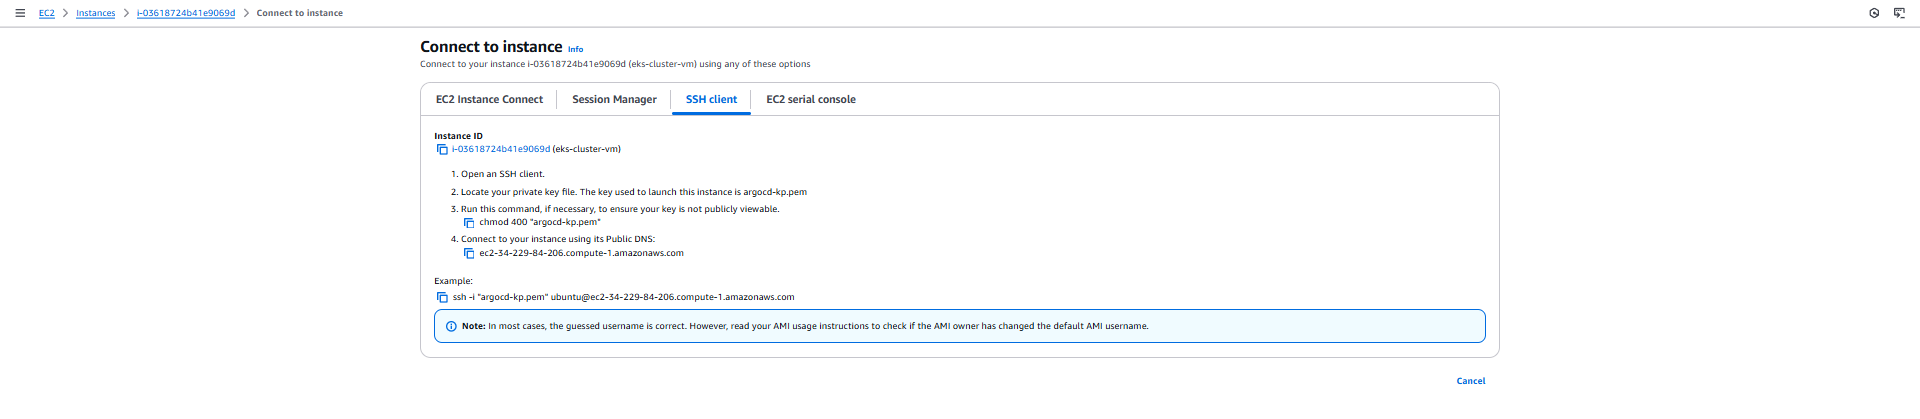 EC2 > Instances > i-03618724b41e9069d > Connect to instance
Connect to instance Info
Connect to your instance i-03618724b41e9069d (eks-cluster-vm) using any of these options
EC2 Instance Connect Session Manager SSH client EC2 serial console
Instance ID
i-03618724b41e9069d (eks-cluster-vm)
1. Open an SSH client.
2. Locate your private key file. The key used to launch this instance is argocd-kp.pem
3. Run this command, if necessary, to ensure your key is not publicly viewable.
chmod 400 "argocd-kp.pem"
4. Connect to your instance using its Public DNS:
ec2-34-229-84-206.compute-1.amazonaws.com
Example:
ssh -i "argocd-kp.pem" ubuntu@ec2-34-229-84-206.compute-1.amazonaws.com
Note: In most cases, the guessed username is correct. However, read your AMI usage instructions to check if the AMI owner has changed the default AMI username.
Cancel